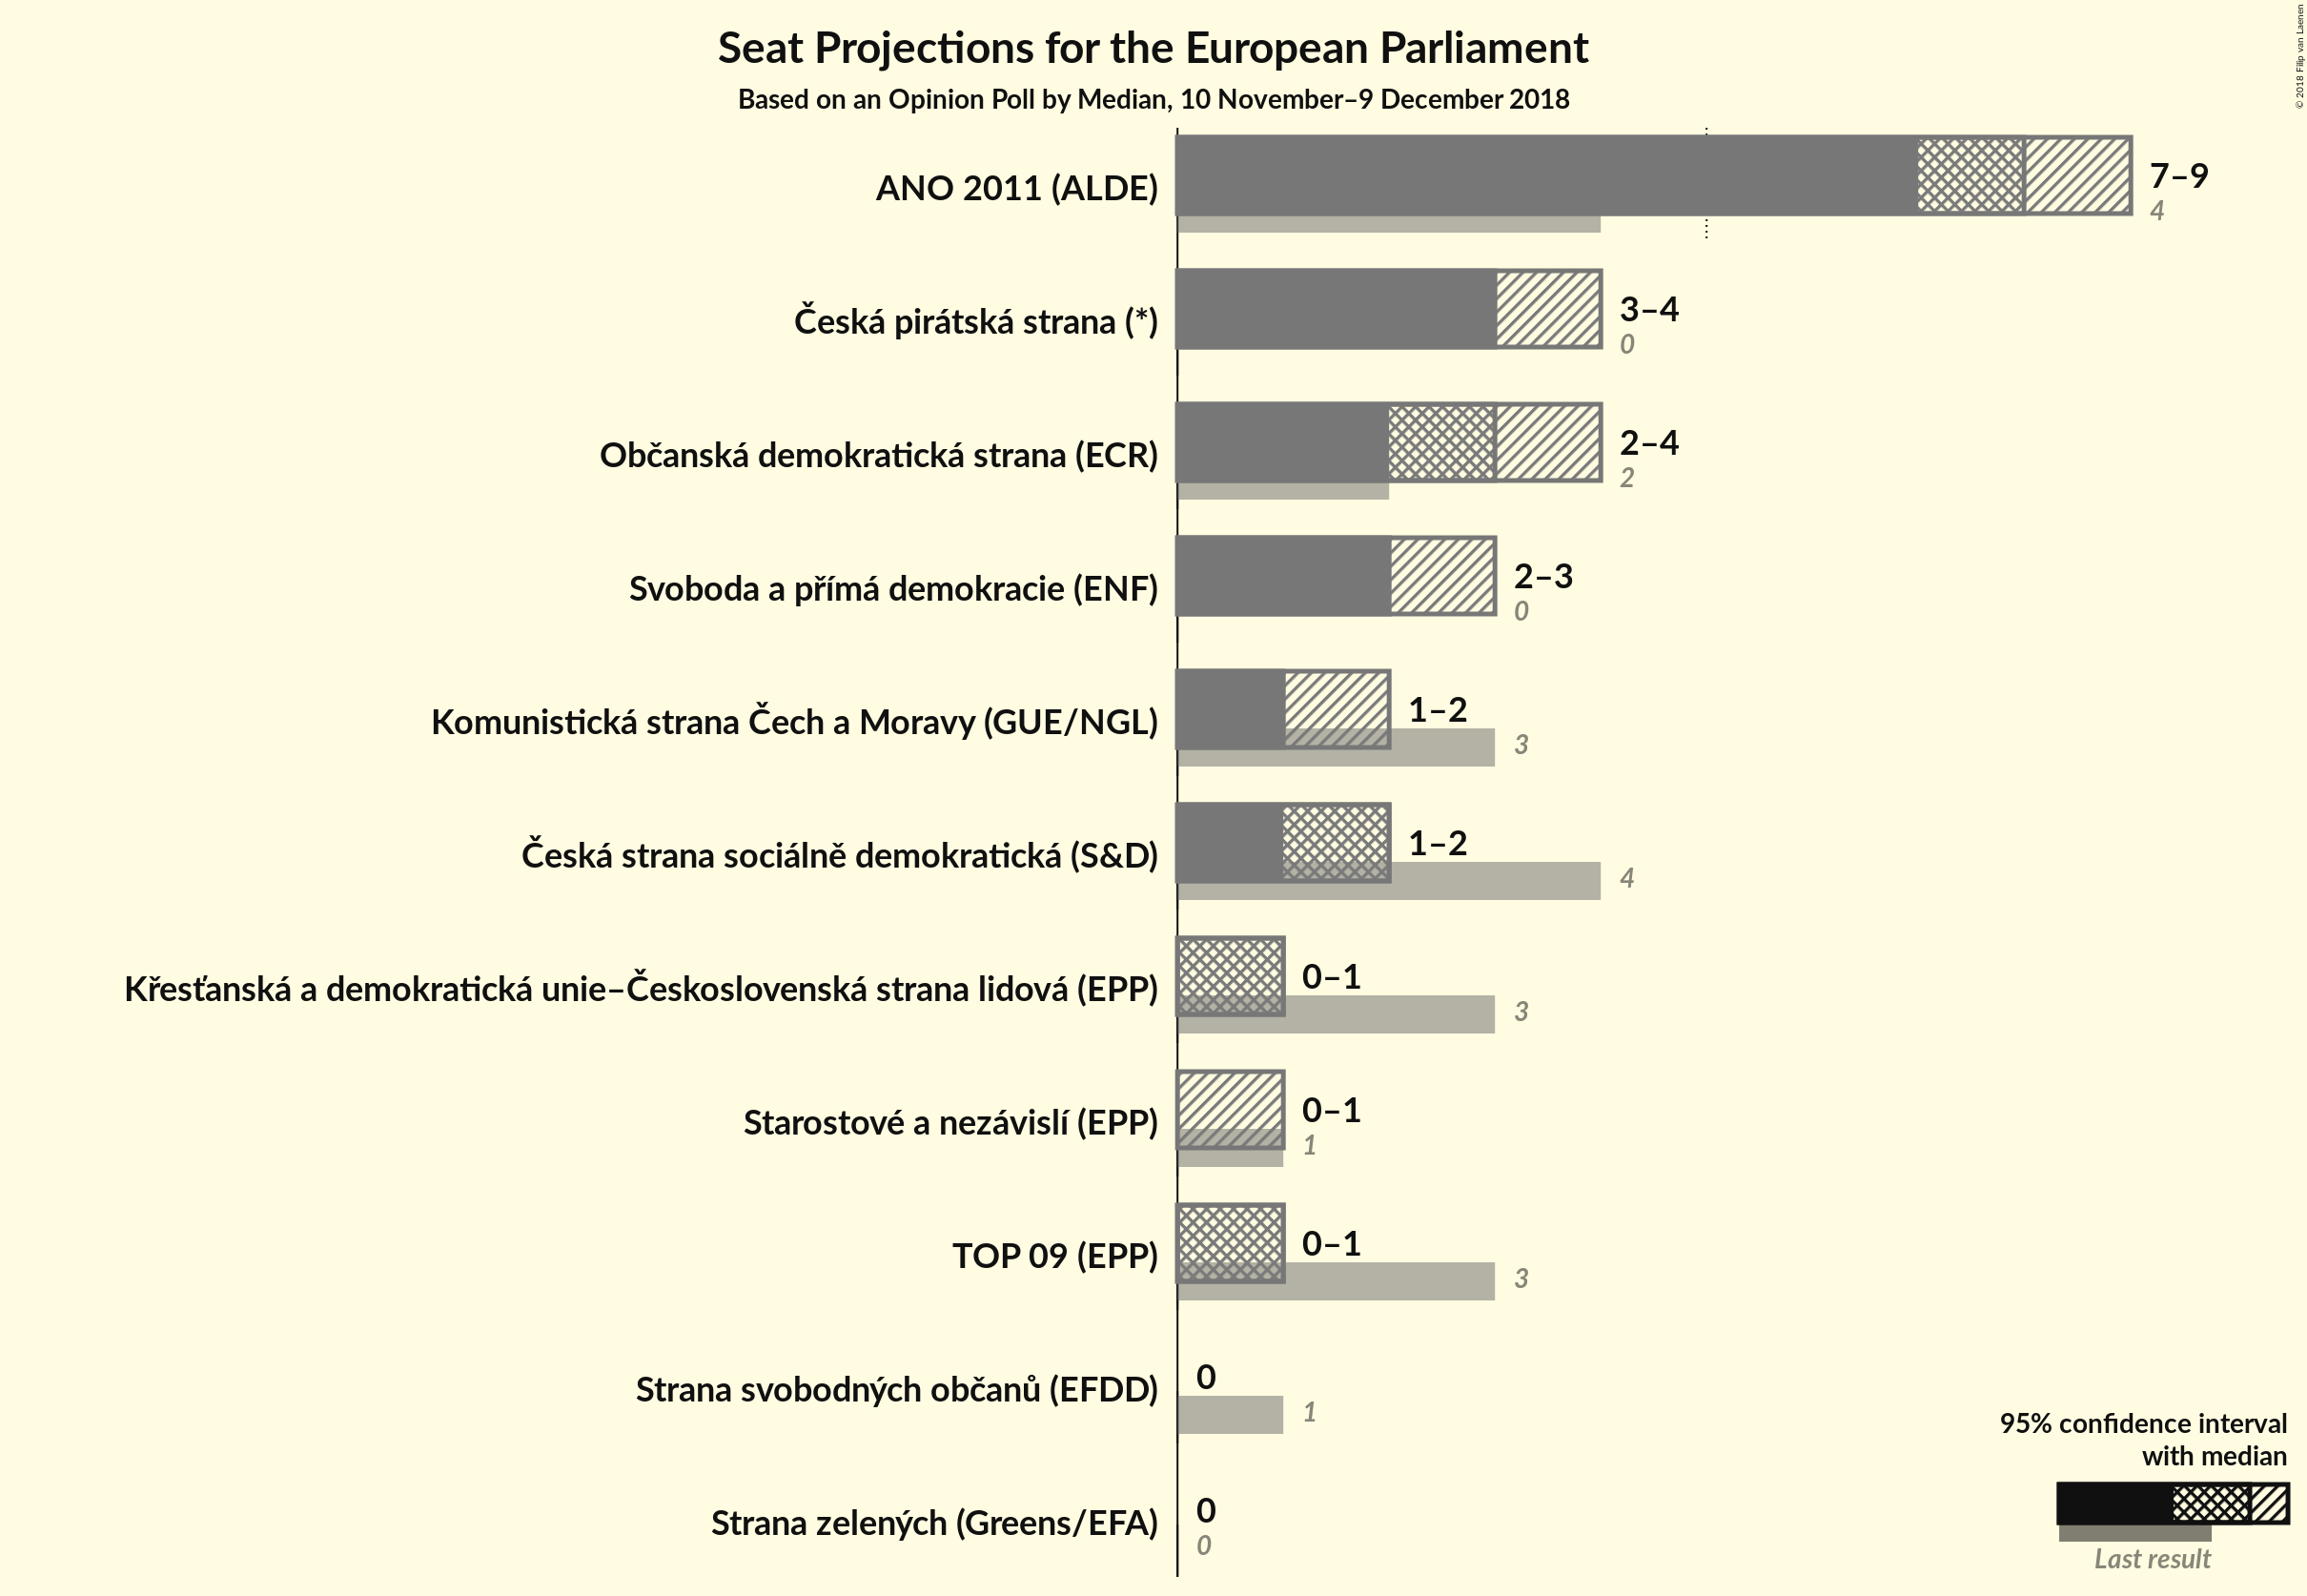 Seat Projections for the European Parliament
Based on an Opinion Poll by Median, 10 November–9 December 2018
© 2018 Filip van Laenen
ANO 2011 (ALDE)
7–9
4
Česká pirátská strana (*)
3–4
0
Občanská demokratická strana (ECR)
2–4
2
Svoboda a přímá demokracie (ENF)
2–3
0
Komunistická strana Čech a Moravy (GUE/NGL)
1–2
3
Česká strana sociálně demokratická (S&D)
1–2
4
Křesťanská a demokratická unie–Československá strana lidová (EPP)
0–1
3
Starostové a nezávislí (EPP)
0–1
1
TOP 09 (EPP)
0–1
3
Strana svobodných občanů (EFDD)
0
1
Strana zelených (Greens/EFA)
0
0
95% confidence interval
with median
Last result